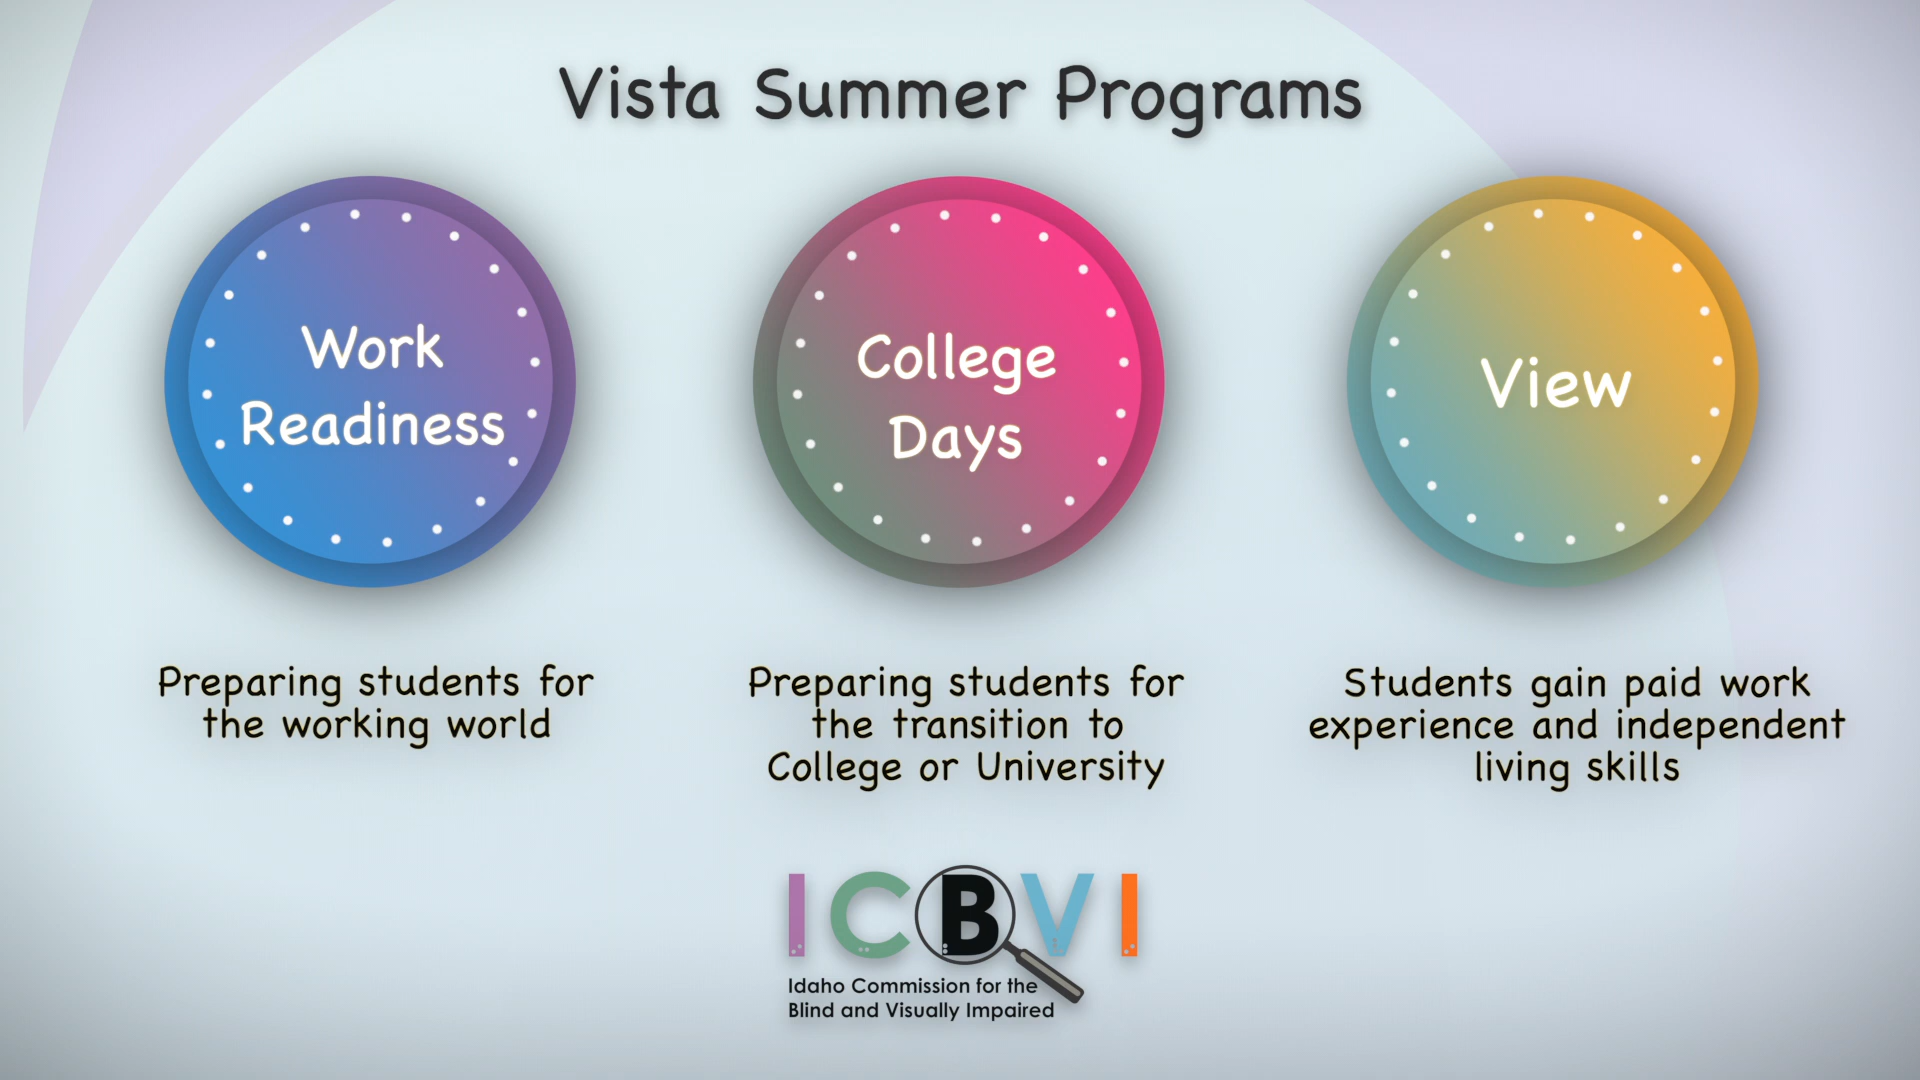 Vista Summer Programs
Work
Readiness
Preparing students for
the working world
College
Days
Preparing students for
the transition to
College or University
View
Students gain paid work
experience and independent
living skills
ICBVI
Idaho Commission for the
Blind and Visually Impaired